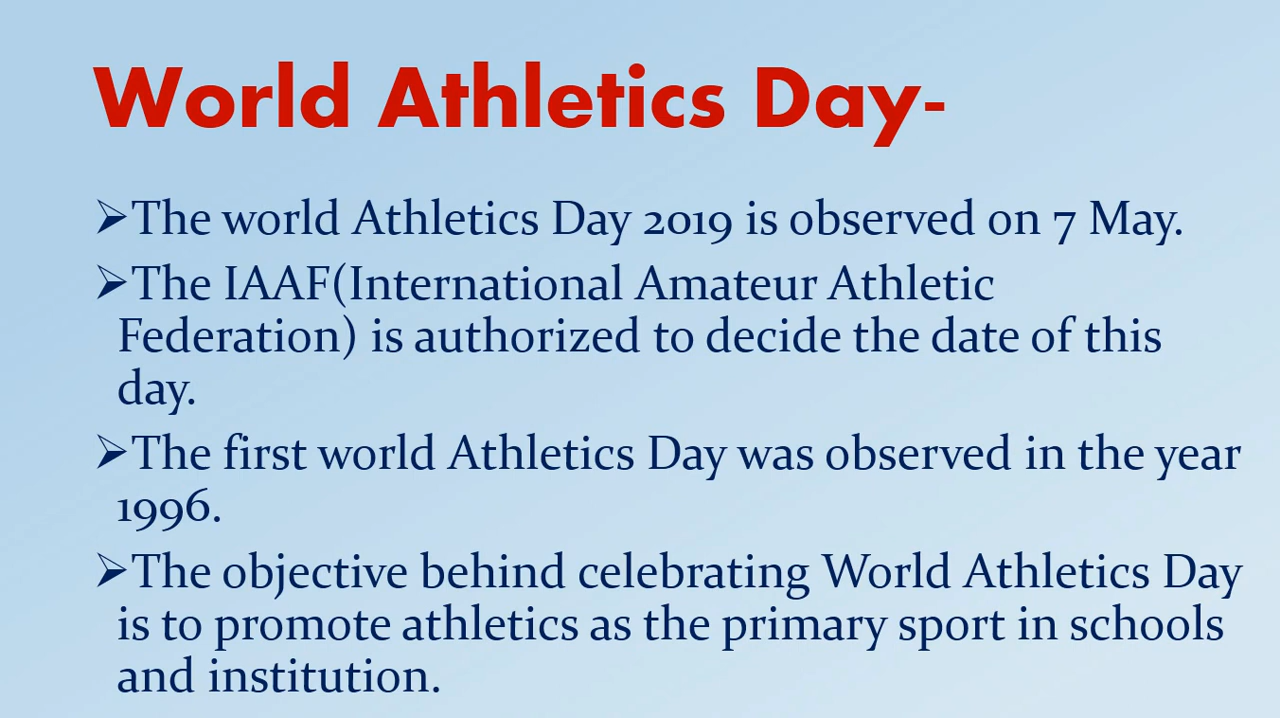 World Athletics Day-
➢The world Athletics Day 2019 is observed on 7 May.
➢The IAAF(International Amateur Athletic
Federation) is authorized to decide the date of this
day.
➢The first world Athletics Day was observed in the year
1996.
➢The objective behind celebrating World Athletics Day
is to promote athletics as the primary sport in schools
and institution.